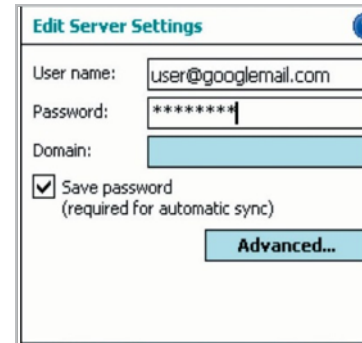 Edit Server Settings
User name:
user@googlemail.com
Password:
********
Domain:
Save password
(required for automatic sync)
Advanced...